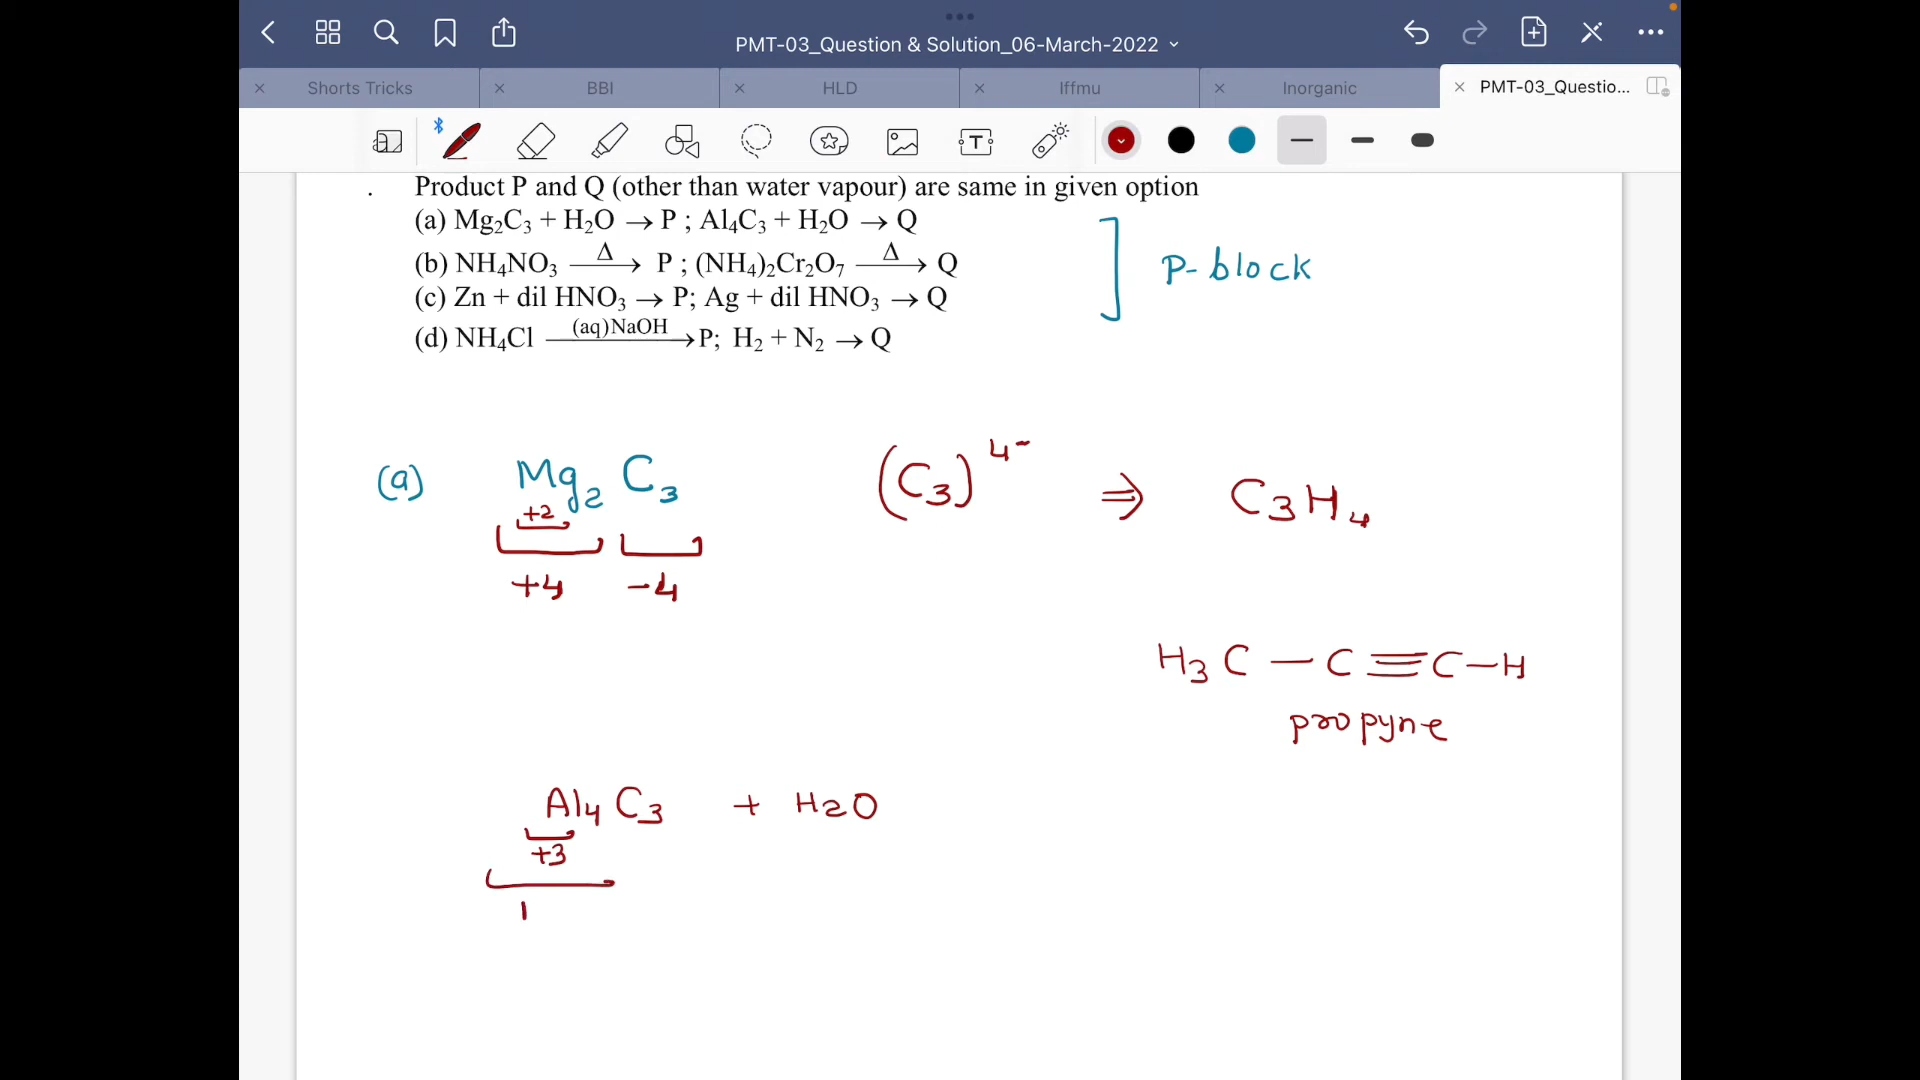 PMT-03_Question & Solution_06-March-2022
Shorts Tricks
BBI
HLD
Iffmu
Inorganic
PMT-03_Questio...
. Product P and Q (other than water vapour) are same in given option
(a) Mg₂C₃ + H₂O → P ; Al₄C₃ + H₂O → Q
(b) NH₄NO₃ —Δ→ P ; (NH₄)₂Cr₂O₇ —Δ→ Q
(c) Zn + dil HNO₃ → P; Ag + dil HNO₃ → Q
(d) NH₄Cl —(aq)NaOH→ P; H₂ + N₂ → Q
P-block
(a) Mg₂ C₃ (C₃)⁴⁻ ⇒ C₃H₄
+2
+4 -4
H₃C — C ≡ C — H
propyne
Al₄ C₃ + H₂O
+3
1